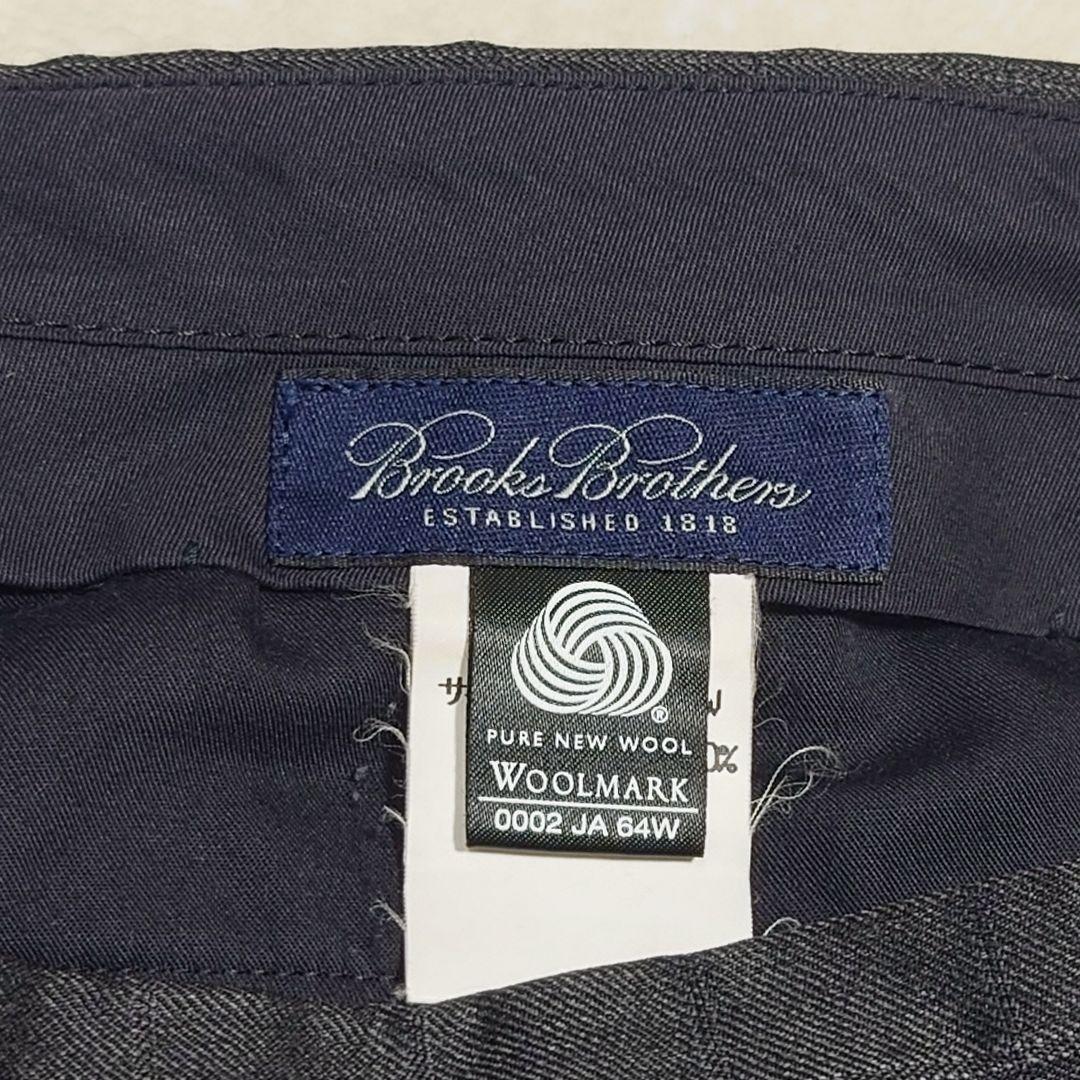 Brooks Brothers
ESTABLISHED 1818
®
PURE NEW WOOL
WOOLMARK
0002 JA 64W